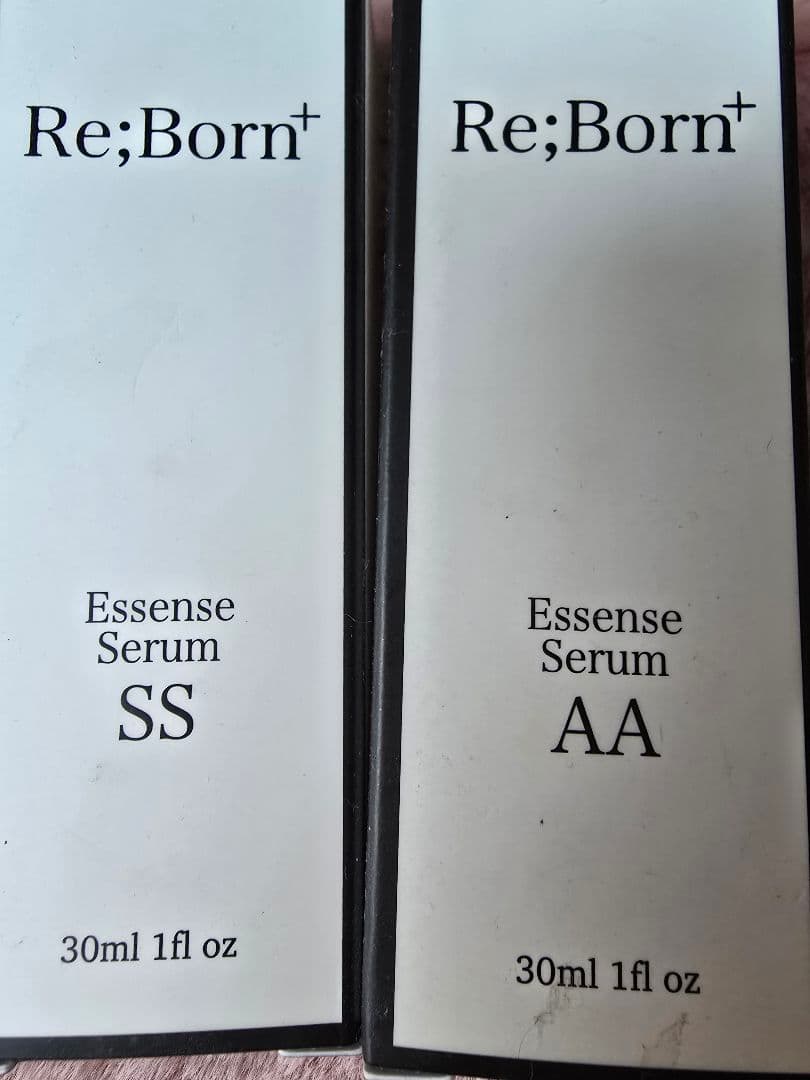 Re;Born+
Essense
Serum
SS
30ml 1fl oz
Re;Born+
Essense
Serum
AA
30ml 1fl oz